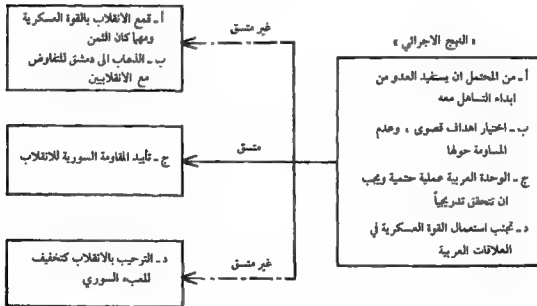 « النهج الاجرائي »
أ ـ من المحتمل ان يستفيد العدو من
ابداء التساهل معه
ب ـ اختيار اهداف قصوى ، وعدم
المساومة حولها
ج ـ الوحدة العربية عملية حتمية ويجب
ان تتحقق تدريجياً
د ـ تجنب استعمال القوة العسكرية في
العلاقات العربية
غير متسق
أ ـ قمع الانقلاب بالقوة العسكرية
ومهما كان الثمن
ب ـ الذهاب الى دمشق للتفاوض
مع الانقلابيين
متسق
ج ـ تأييد المقاومة السورية للانقلاب
غير متسق
د ـ الترحيب بالانقلاب كتخفيف
للعبء السوري